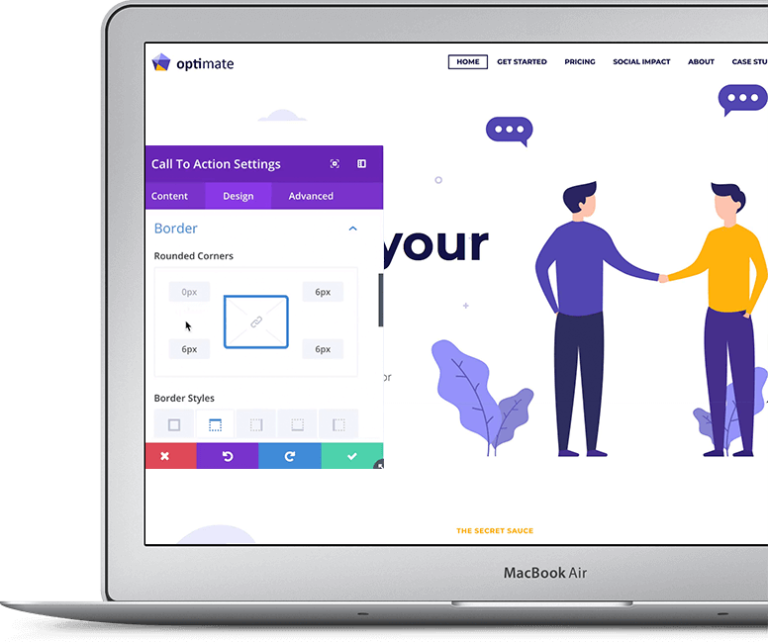 optimate
HOME GET STARTED PRICING SOCIAL IMPACT ABOUT CASE STU
Call To Action Settings
Content Design Advanced
Border
your
Rounded Corners
0px 6px
6px 6px
or
Border Styles
THE SECRET SAUCE
MacBook Air